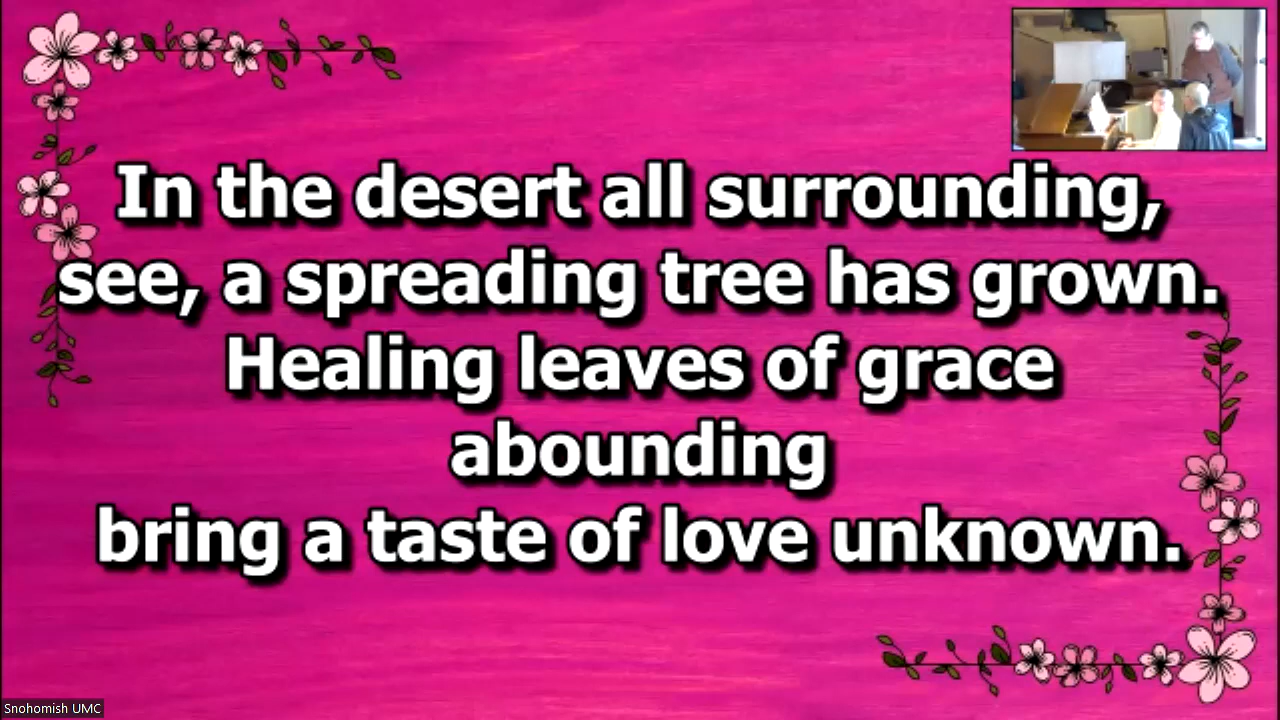 In the desert all surrounding,
see, a spreading tree has grown.
Healing leaves of grace
abounding
bring a taste of love unknown.
Snohomish UMC